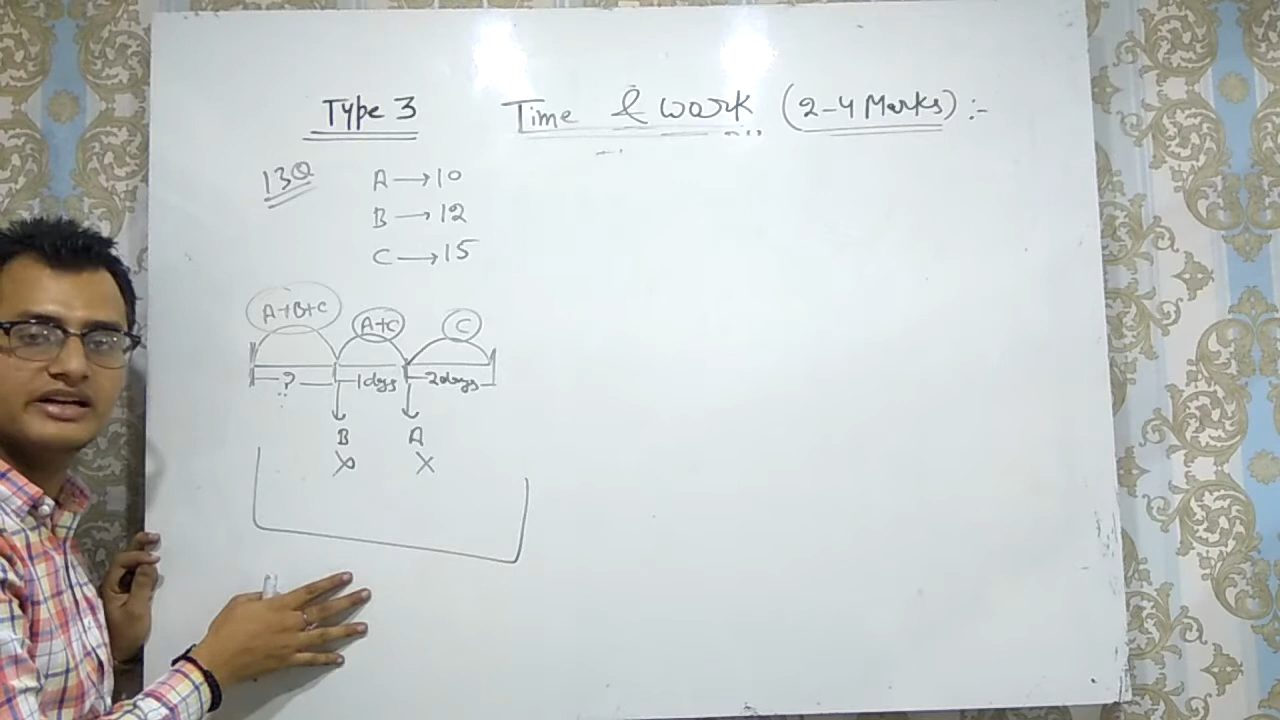 Type 3 Time & work (2-4 Marks) :-
13Q A → 10
B → 12
C → 15
A+B+C A+C C
? 1 days 2 days
B A
X X